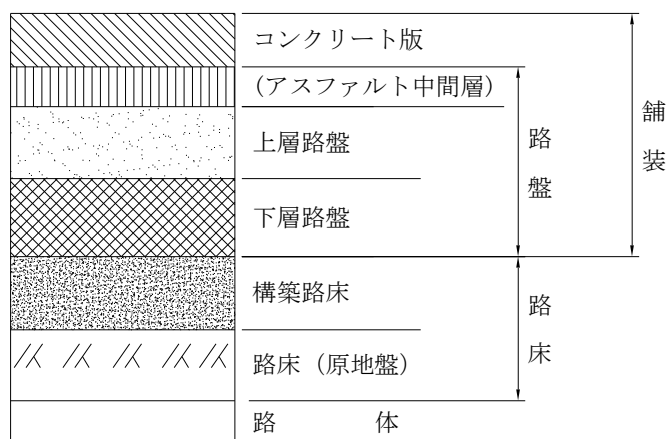 コンクリート版
(アスファルト中間層)
上層路盤
下層路盤
構築路床
路床（原地盤）
路　　体
路盤
路床
舗装